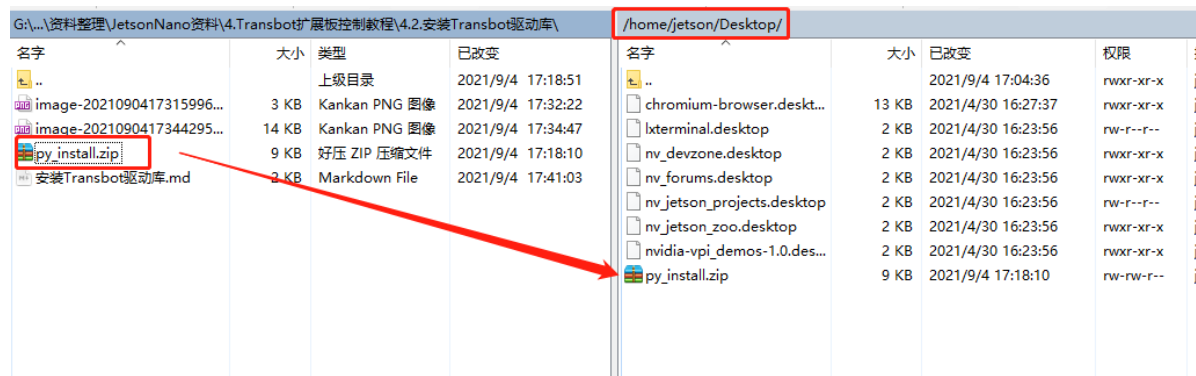 G:\...\资料整理\JetsonNano资料\4.Transbot扩展板控制教程\4.2.安装Transbot驱动库\
名字 大小 类型 已改变
.. 上级目录 2021/9/4 17:18:51
image-2021090417315996... 3 KB Kankan PNG 图像 2021/9/4 17:32:22
image-2021090417344295... 14 KB Kankan PNG 图像 2021/9/4 17:34:47
py_install.zip 9 KB 好压 ZIP 压缩文件 2021/9/4 17:18:10
安装Transbot驱动库.md 2 KB Markdown File 2021/9/4 17:41:03
/home/jetson/Desktop/
名字 大小 已改变 权限
.. 2021/9/4 17:04:36 rwxr-xr-x
chromium-browser.deskt... 13 KB 2021/4/30 16:27:37 rwxr-xr-x
lxterminal.desktop 2 KB 2021/4/30 16:23:56 rw-r--r--
nv_devzone.desktop 2 KB 2021/4/30 16:23:56 rwxr-xr-x
nv_forums.desktop 2 KB 2021/4/30 16:23:56 rwxr-xr-x
nv_jetson_projects.desktop 2 KB 2021/4/30 16:23:56 rw-r--r--
nv_jetson_zoo.desktop 2 KB 2021/4/30 16:23:56 rwxr-xr-x
nvidia-vpi_demos-1.0.des... 2 KB 2021/4/30 16:23:56 rwxr-xr-x
py_install.zip 9 KB 2021/9/4 17:18:10 rw-rw-r--